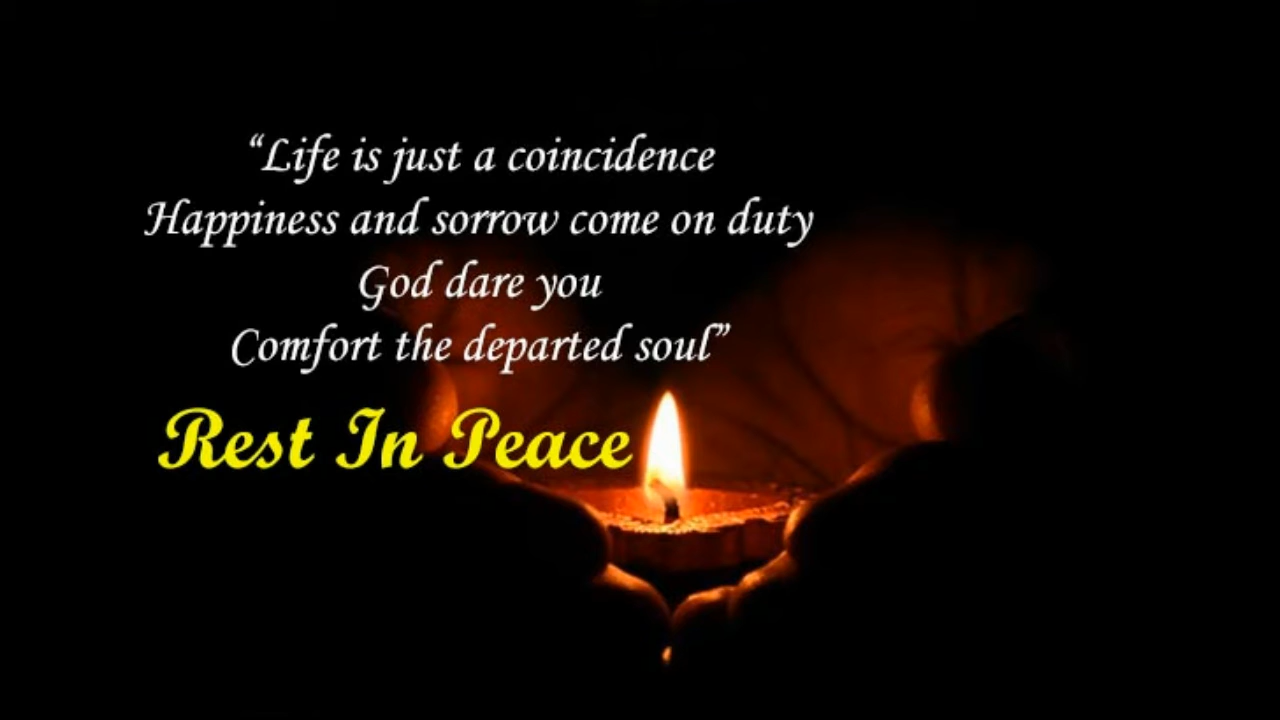 “Life is just a coincidence
Happiness and sorrow come on duty
God dare you
Comfort the departed soul”
Rest In Peace